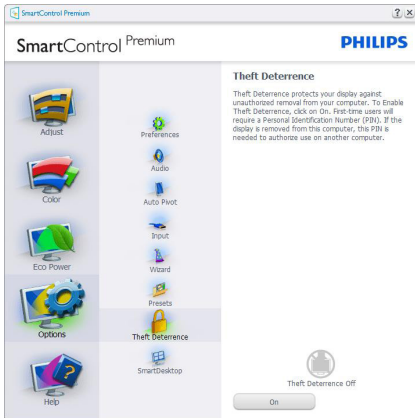 SmartControl Premium
SmartControl Premium
PHILIPS
Adjust
Color
Eco Power
Options
Help
Preferences
Audio
Auto Pivot
Input
Wizard
Presets
Theft Deterrence
SmartDesktop
Theft Deterrence
Theft Deterrence protects your display against
unauthorized removal from your computer. To Enable
Theft Deterrence, click on On. First-time users will
require a Personal Identification Number (PIN). If the
display is removed from this computer, this PIN is
needed to authorize use on another computer.
Theft Deterrence Off
On